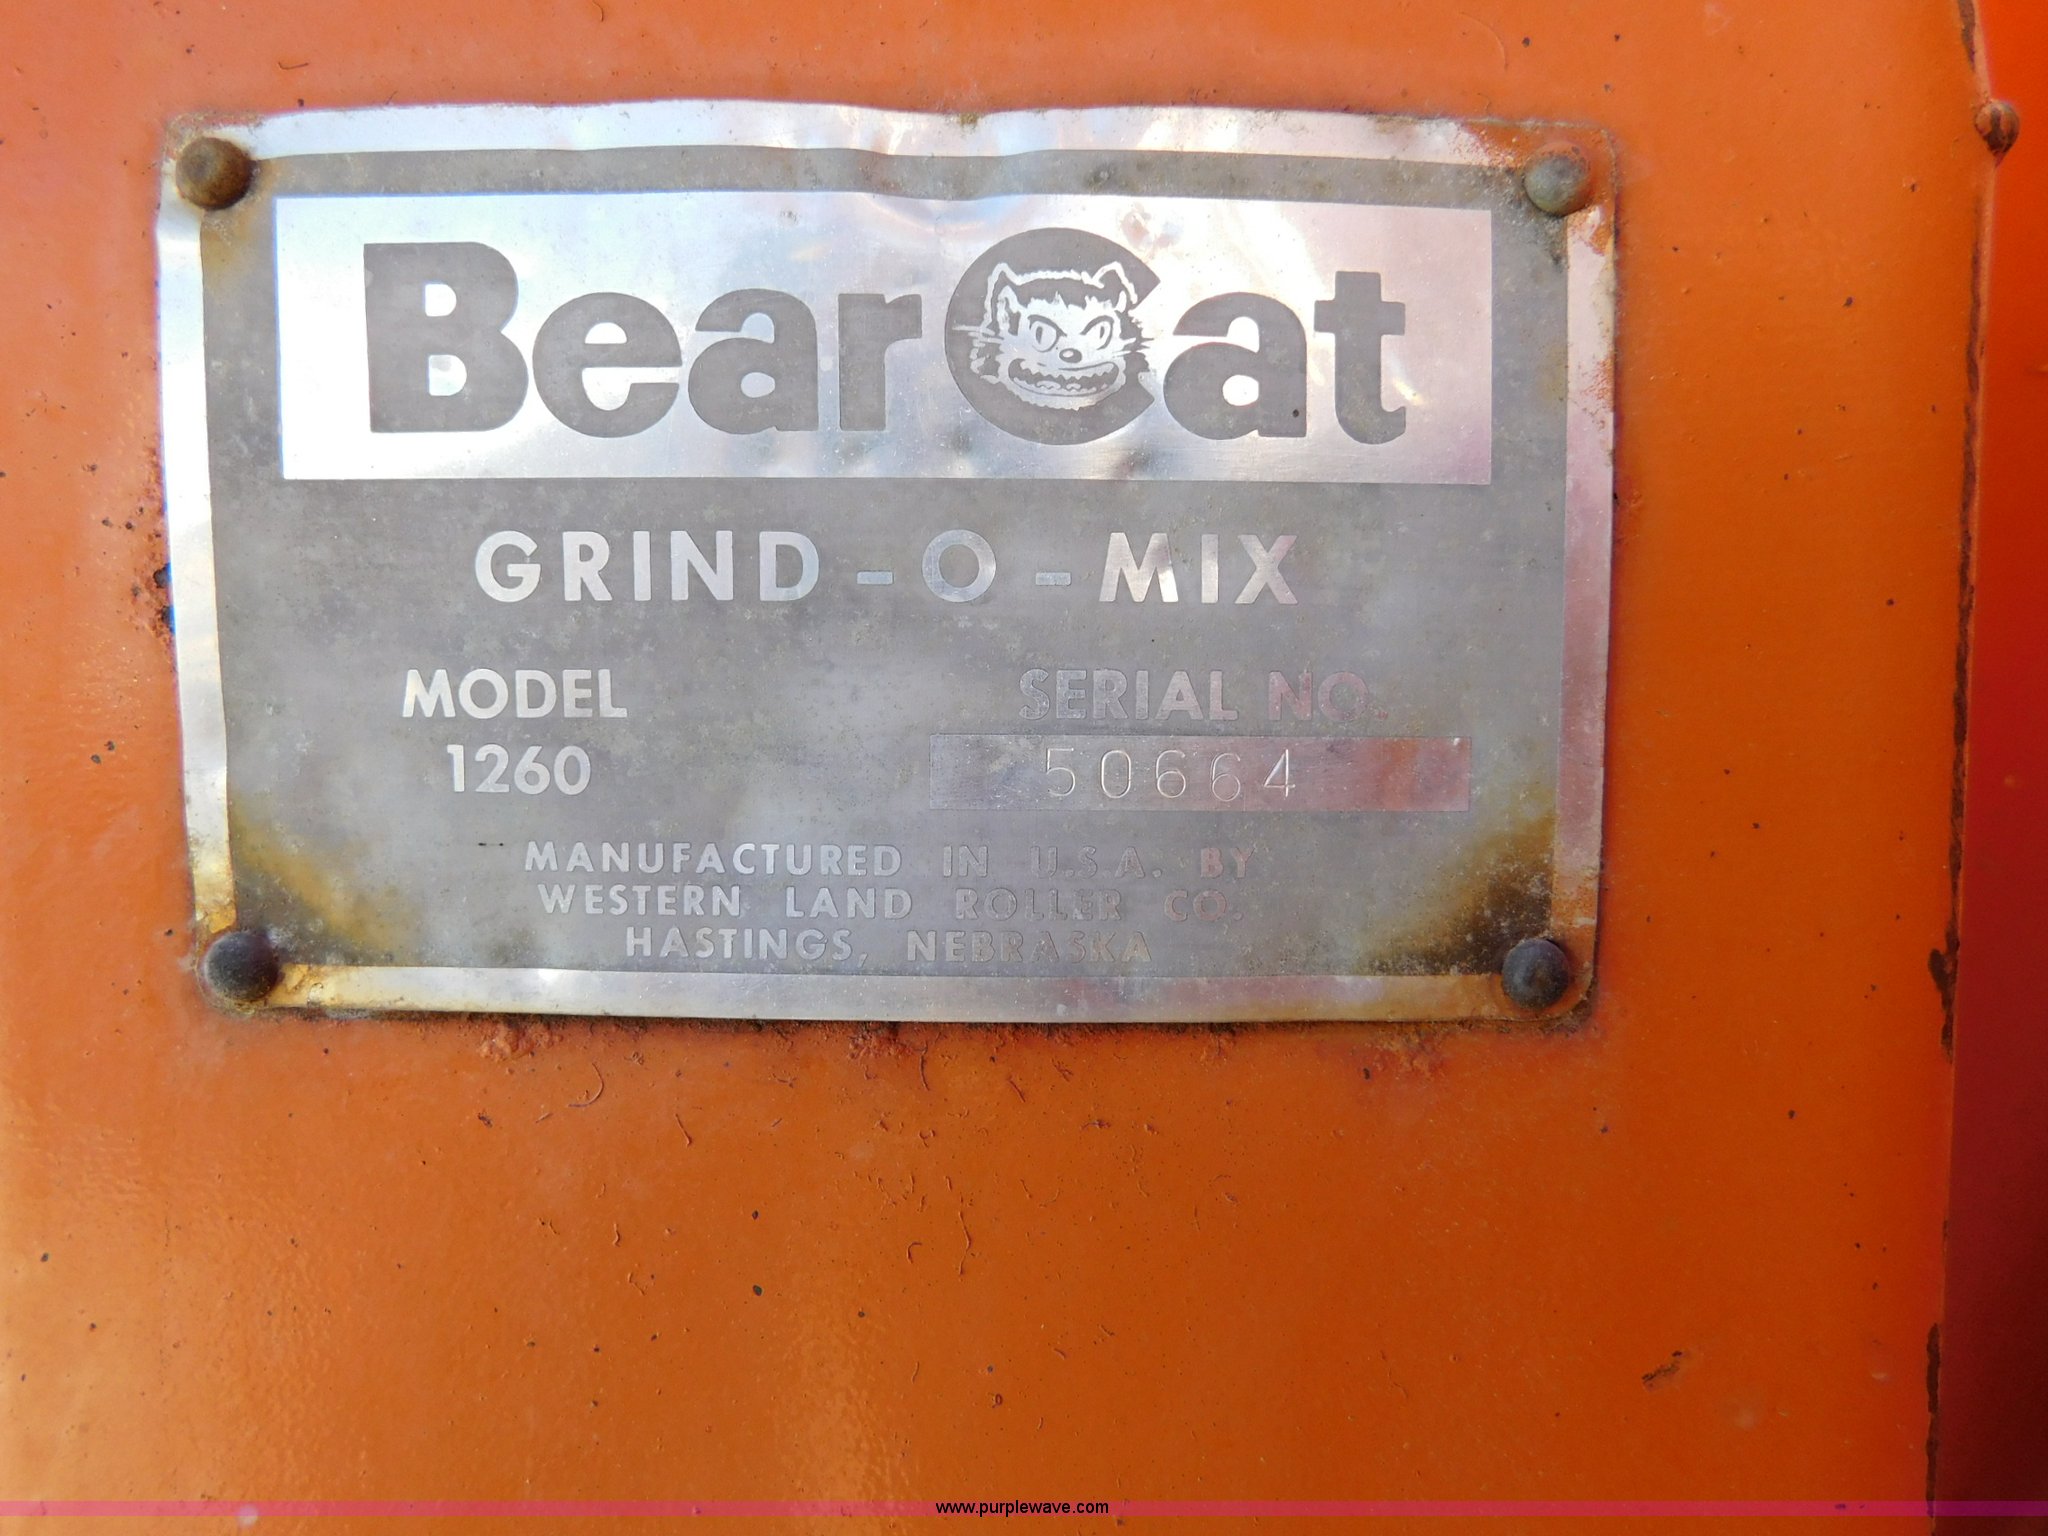 BearCat
GRIND-O-MIX
MODEL SERIAL NO.
1260 50664
MANUFACTURED IN U.S.A. BY
WESTERN LAND ROLLER CO.
HASTINGS, NEBRASKA
www.purplewave.com